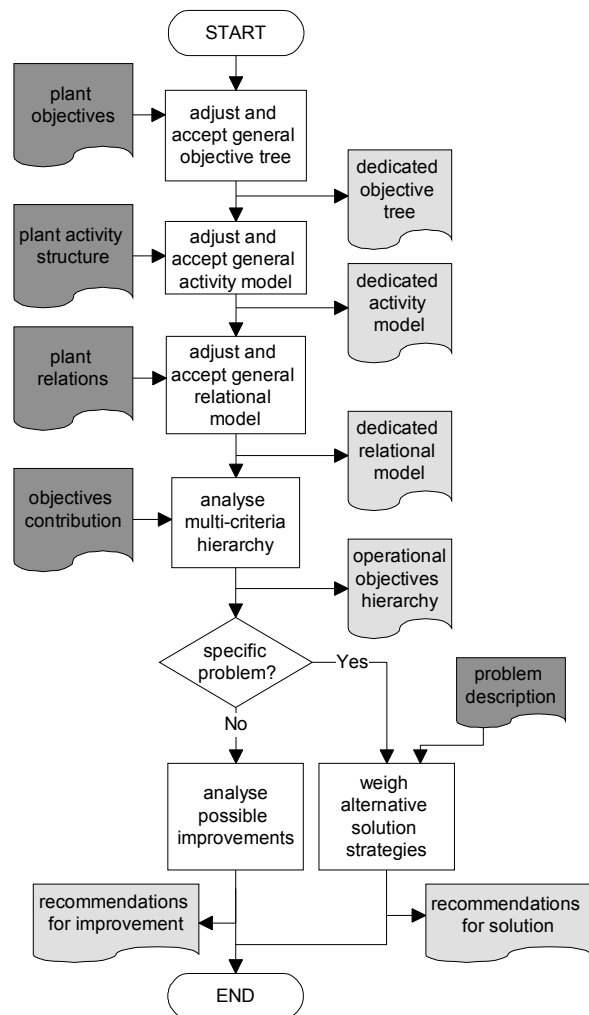 START
plant
objectives
adjust and
accept general
objective tree
dedicated
objective
tree
plant activity
structure
adjust and
accept general
activity model
dedicated
activity
model
plant
relations
adjust and
accept general
relational
model
dedicated
relational
model
objectives
contribution
analyse
multi-criteria
hierarchy
operational
objectives
hierarchy
specific
problem?
Yes
problem
description
No
analyse
possible
improvements
weigh
alternative
solution
strategies
recommendations
for improvement
recommendations
for solution
END